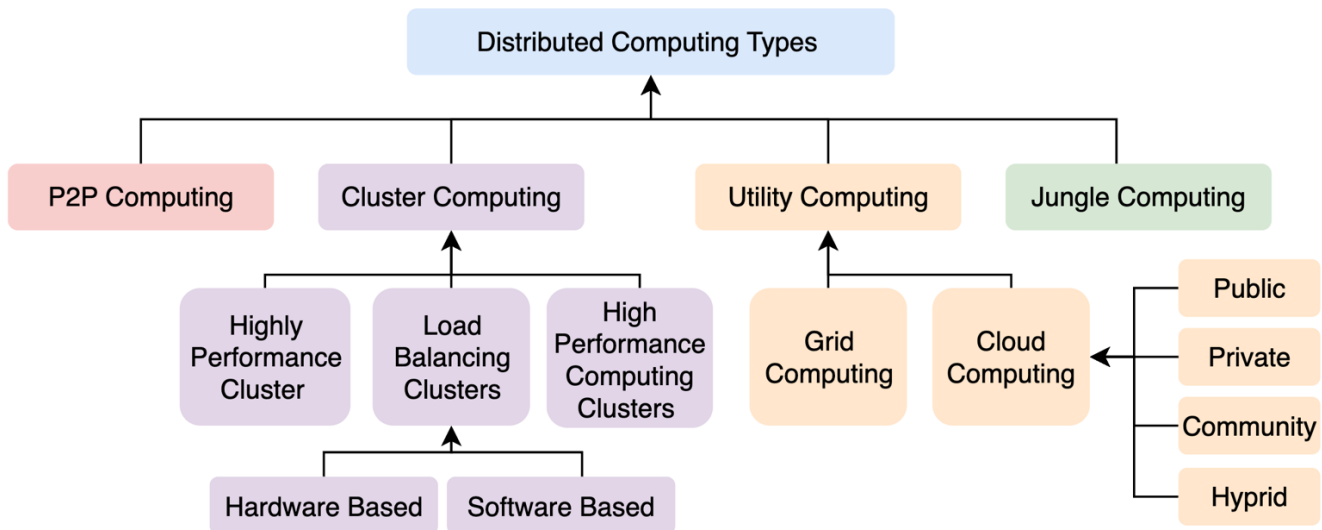 Distributed Computing Types
P2P Computing
Cluster Computing
Utility Computing
Jungle Computing
Highly
Performance
Cluster
Load
Balancing
Clusters
High
Performance
Computing
Clusters
Grid
Computing
Cloud
Computing
Public
Private
Community
Hyprid
Hardware Based
Software Based